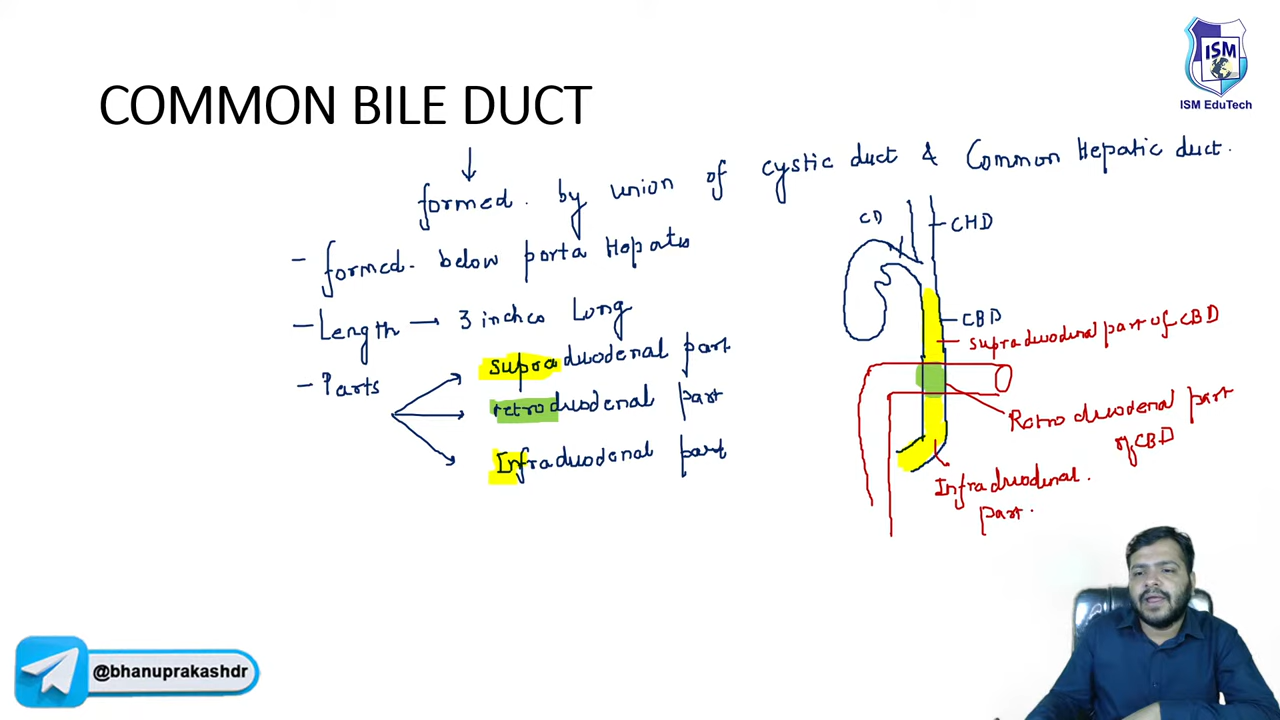 ISM
ISM EduTech
COMMON BILE DUCT
formed. by union of cystic duct & Common Hepatic duct.
- formed. below porta Hepatis
- Length → 3 inches Long
- Parts
supraduodenal part
retroduodenal part
Infraduodenal part
CD
CHD
CBD
supraduodenal part of CBD
Retroduodenal part
of CBD
Infraduodenal.
part.
@bhanuprakashdr